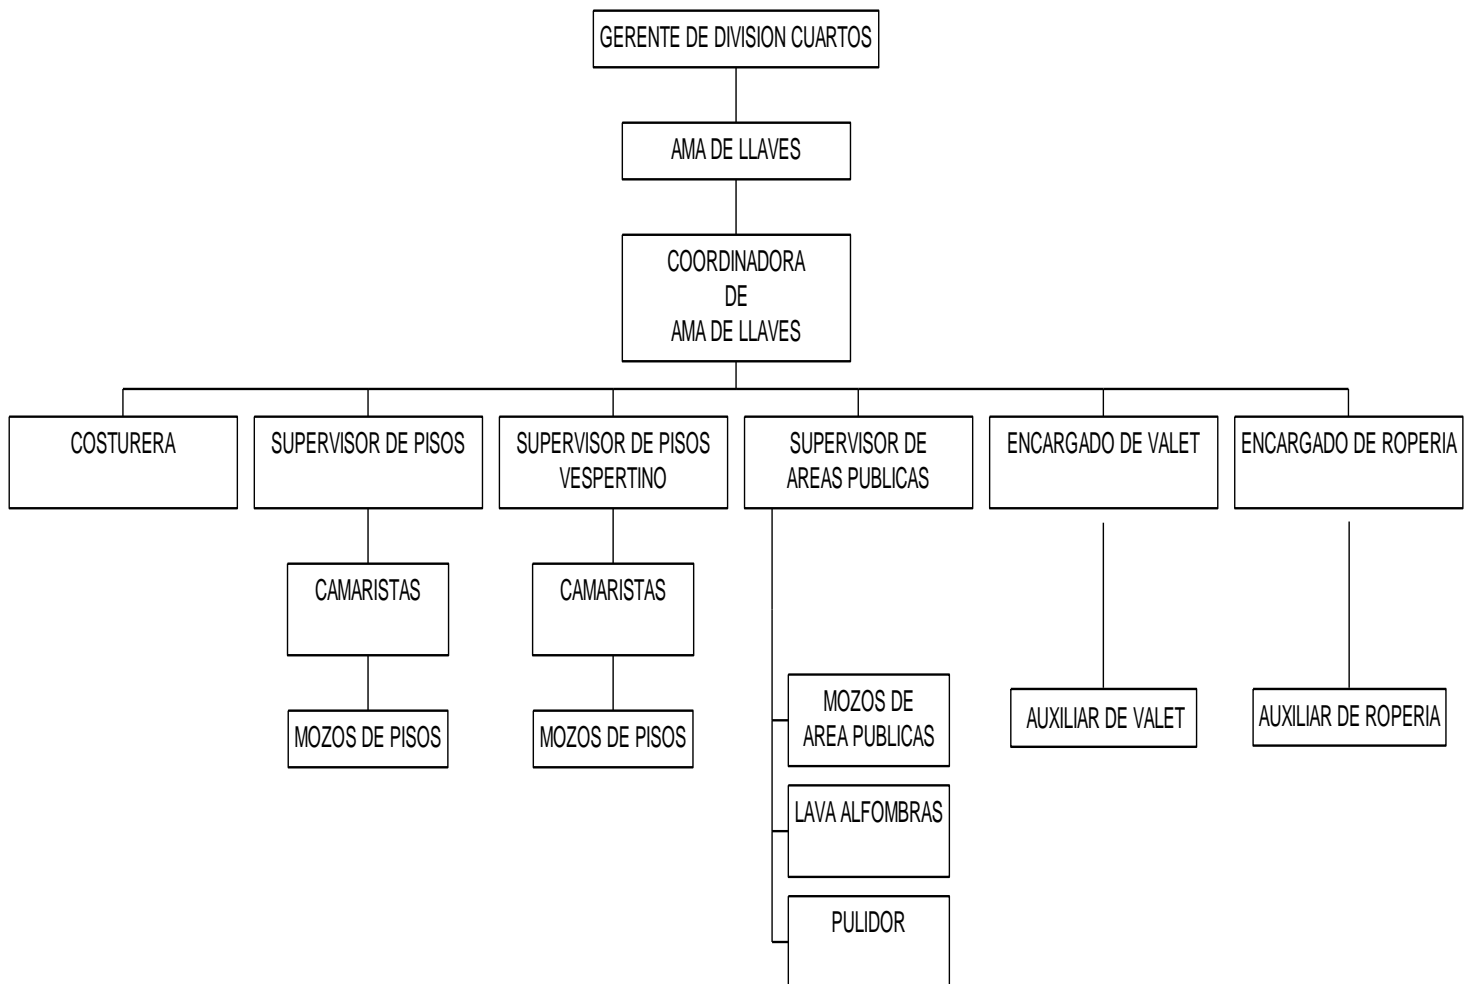 GERENTE DE DIVISION CUARTOS
AMA DE LLAVES
COORDINADORA
DE
AMA DE LLAVES
COSTURERA
SUPERVISOR DE PISOS
SUPERVISOR DE PISOS
VESPERTINO
SUPERVISOR DE
AREAS PUBLICAS
ENCARGADO DE VALET
ENCARGADO DE ROPERIA
CAMARISTAS
CAMARISTAS
MOZOS DE PISOS
MOZOS DE PISOS
MOZOS DE
AREA PUBLICAS
AUXILIAR DE VALET
AUXILIAR DE ROPERIA
LAVA ALFOMBRAS
PULIDOR